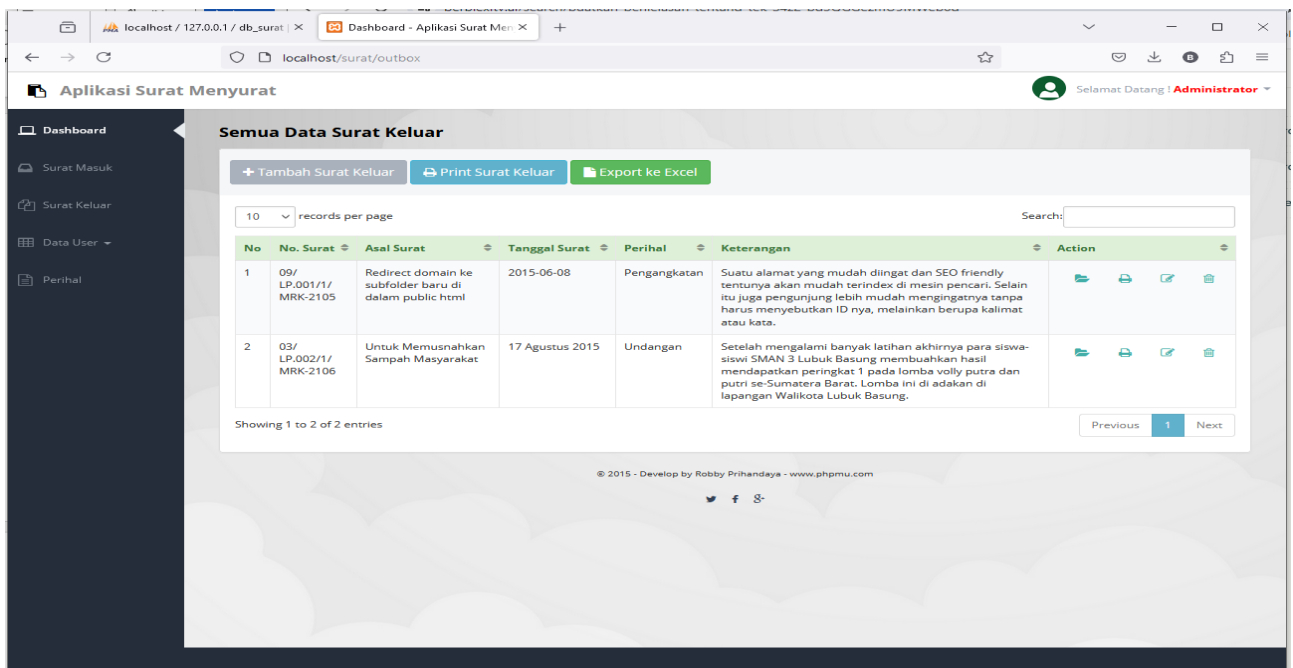 localhost / 127.0.0.1 / db_surat |
Dashboard - Aplikasi Surat Men
localhost/surat/outbox
B
Aplikasi Surat Menyurat
Selamat Datang ! Administrator
Dashboard
Surat Masuk
Surat Keluar
Data User
Perihal
Semua Data Surat Keluar
Tambah Surat Keluar
Print Surat Keluar
Export ke Excel
10 records per page
Search:
No No. Surat Asal Surat Tanggal Surat Perihal Keterangan Action
1
09/
LP.001/1/
MRK-2105
Redirect domain ke
subfolder baru di
dalam public html
2015-06-08
Pengangkatan
Suatu alamat yang mudah diingat dan SEO friendly
tentunya akan mudah terindex di mesin pencari. Selain
itu juga pengunjung lebih mudah mengingatnya tanpa
harus menyebutkan ID nya, melainkan berupa kalimat
atau kata.
2
03/
LP.002/1/
MRK-2106
Untuk Memusnahkan
Sampah Masyarakat
17 Agustus 2015
Undangan
Setelah mengalami banyak latihan akhirnya para siswa-
siswi SMAN 3 Lubuk Basung membuahkan hasil
mendapatkan peringkat 1 pada lomba volly putra dan
putri se-Sumatera Barat. Lomba ini di adakan di
lapangan Walikota Lubuk Basung.
Showing 1 to 2 of 2 entries
Previous 1 Next
© 2015 - Develop by Robby Prihandaya - www.phpmu.com